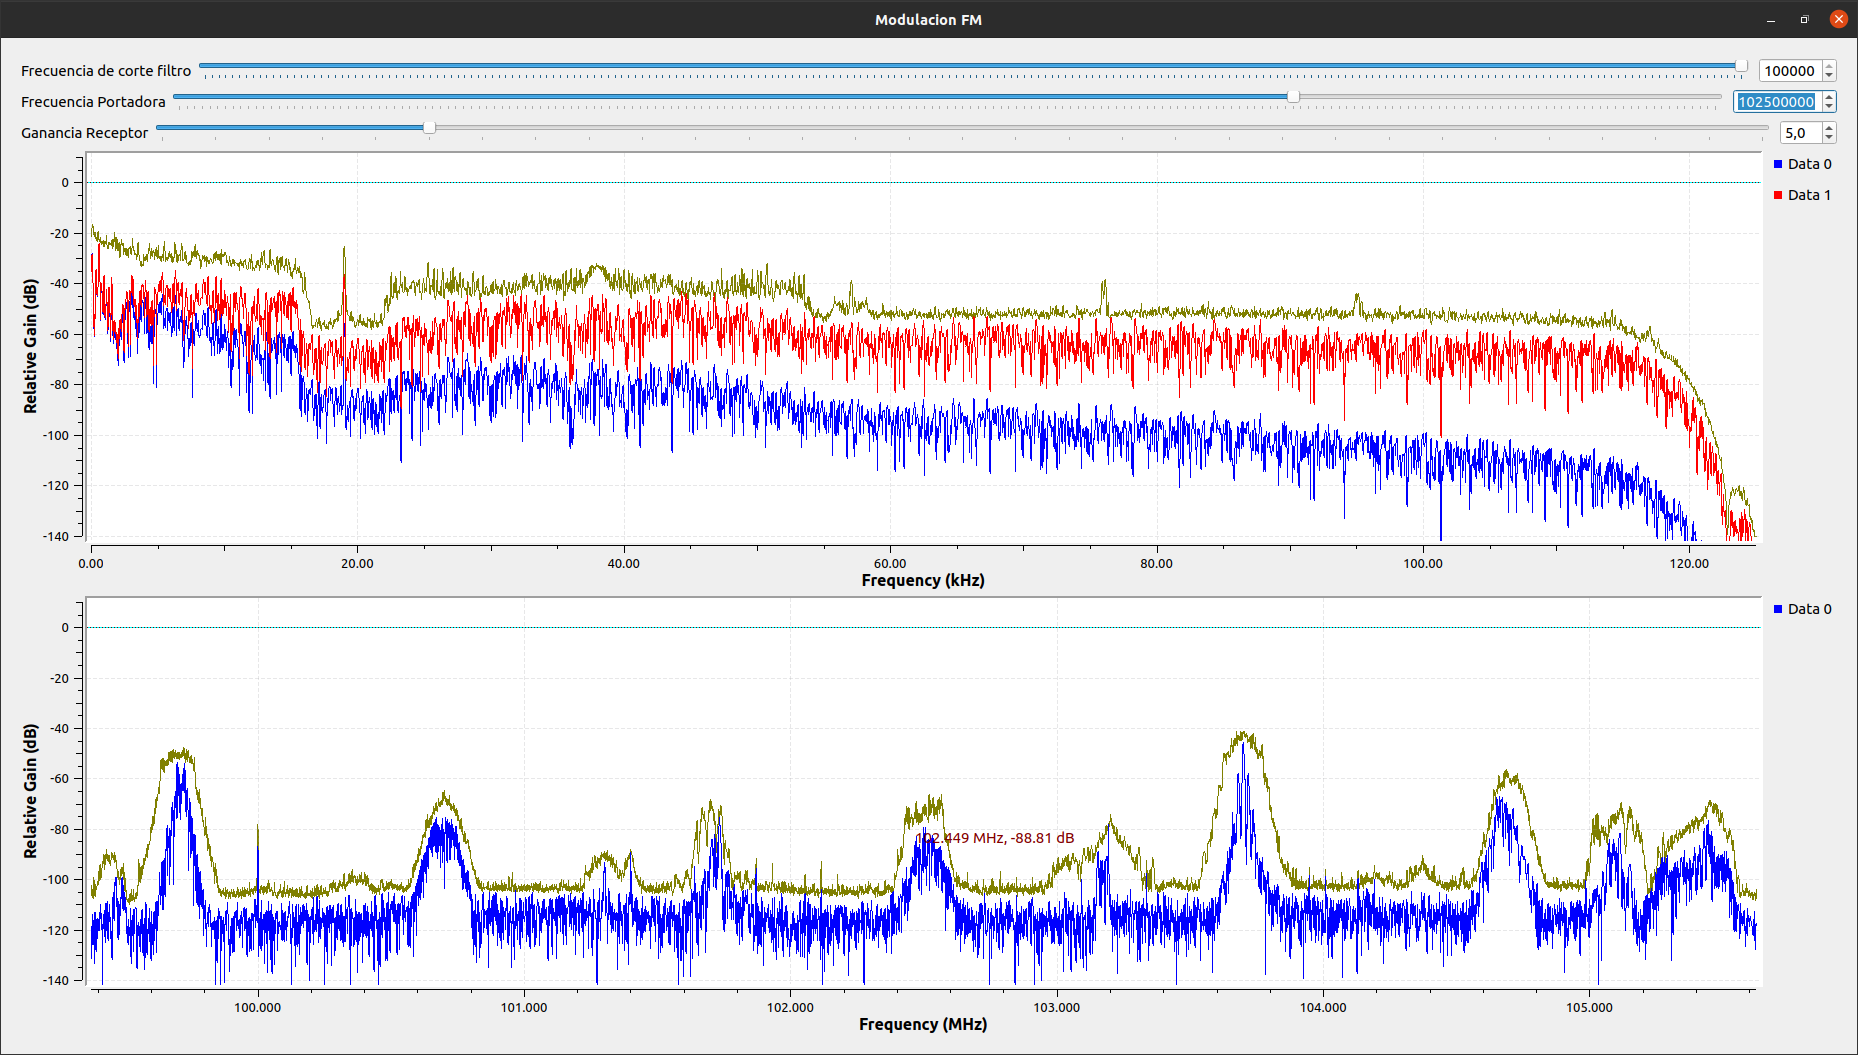 Modulacion FM
Frecuencia de corte filtro 100000
Frecuencia Portadora 102500000
Ganancia Receptor 5,0
Data 0
Data 1
Relative Gain (dB)
0
-20
-40
-60
-80
-100
-120
-140
0.00 20.00 40.00 60.00 80.00 100.00 120.00
Frequency (kHz)
Data 0
Relative Gain (dB)
0
-20
-40
-60
-80
-100
-120
-140
102.449 MHz, -88.81 dB
100.000 101.000 102.000 103.000 104.000 105.000
Frequency (MHz)